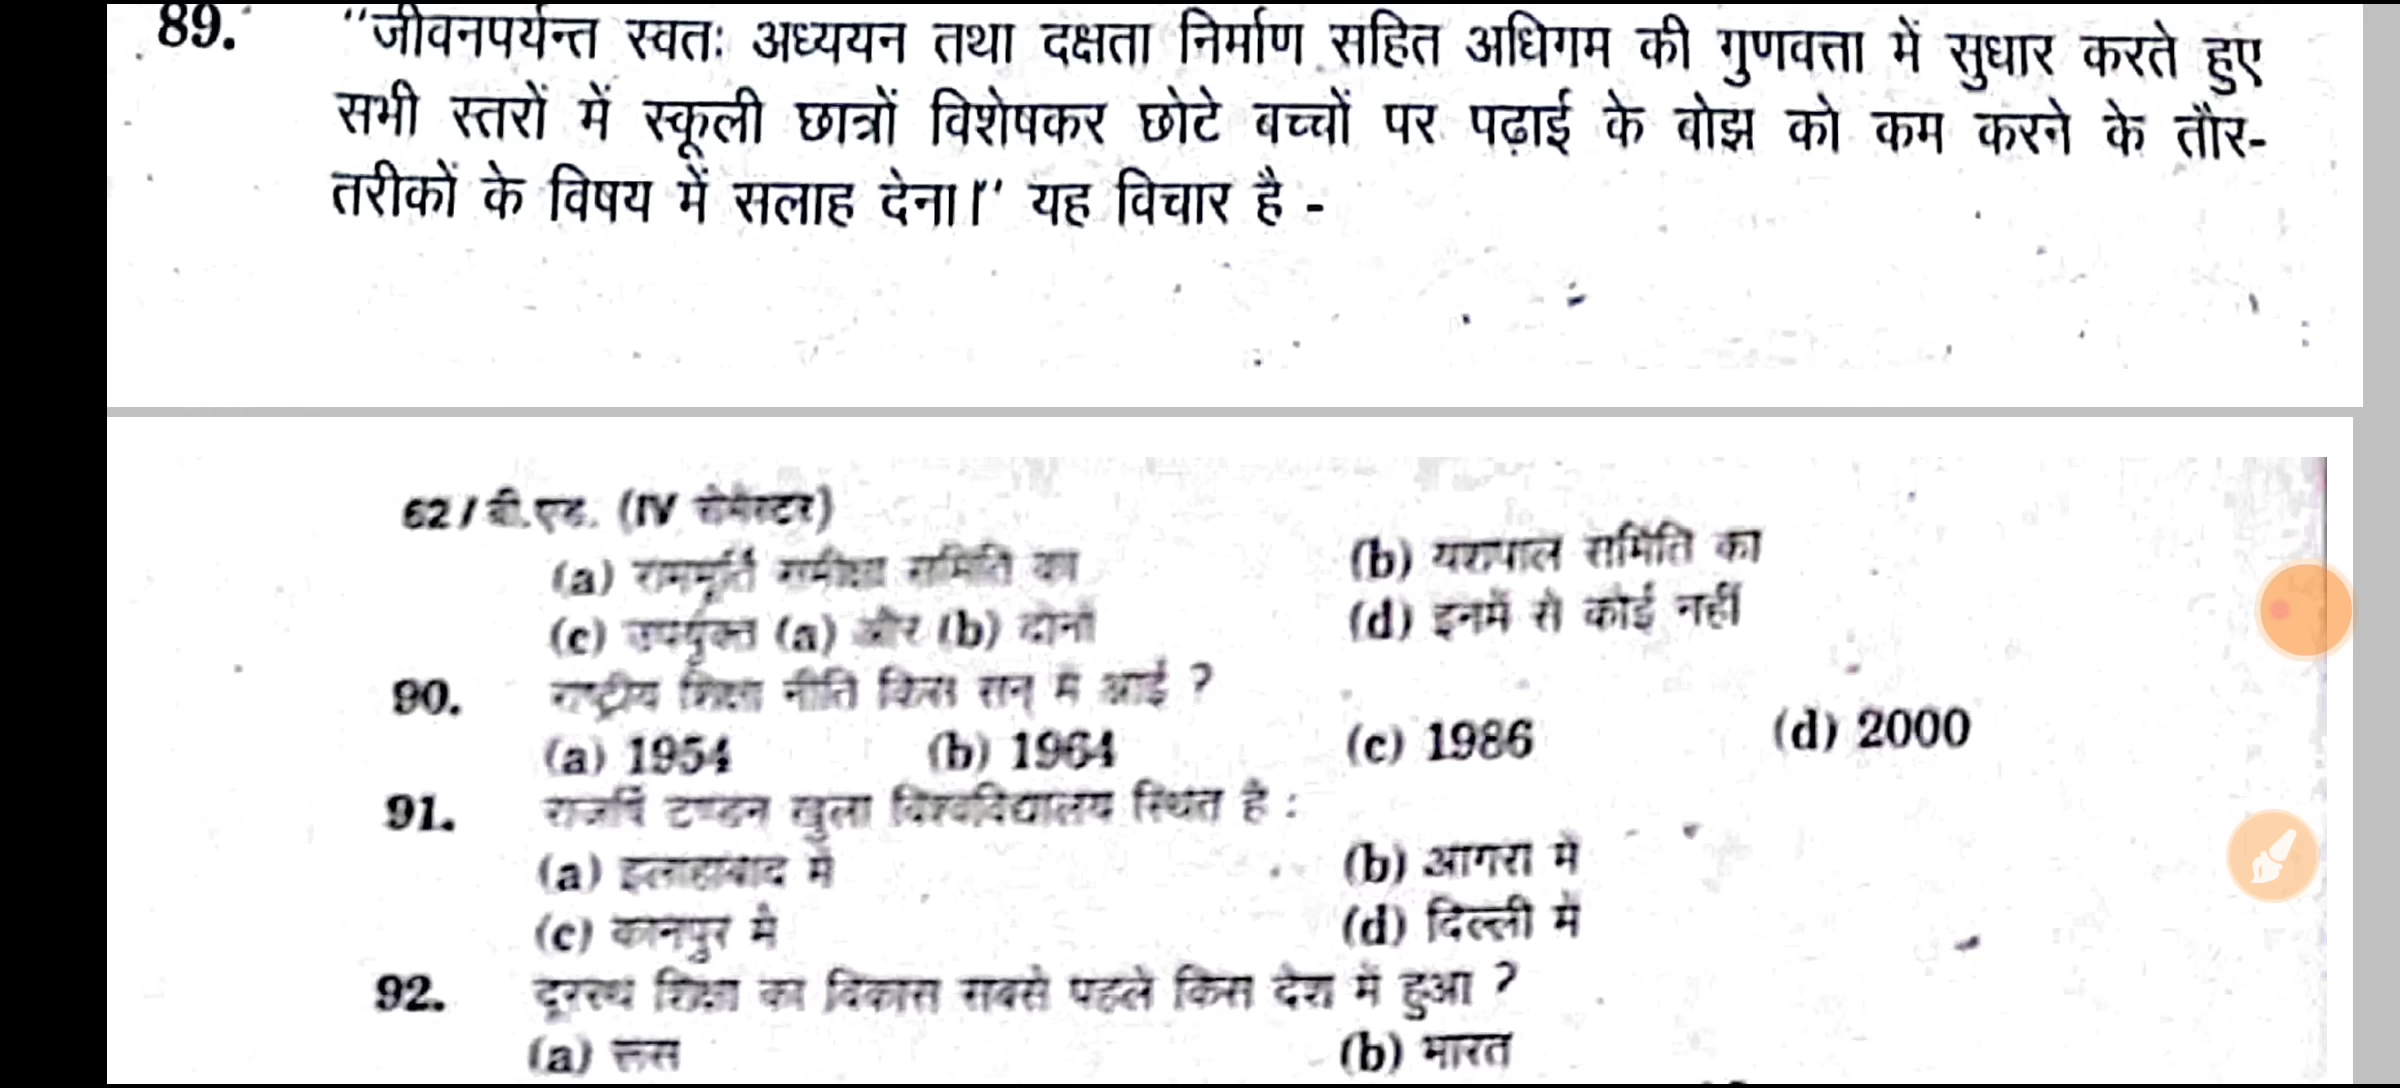 89. “जीवनपर्यन्त स्वतः अध्ययन तथा दक्षता निर्माण सहित अधिगम की गुणवत्ता में सुधार करते हुए
सभी स्तरों में स्कूली छात्रों विशेषकर छोटे बच्चों पर पढ़ाई के बोझ को कम करने के तौर-
तरीकों के विषय में सलाह देना।” यह विचार है -
62 / बी.एड. (IV सेमेस्टर)
(a) राममूर्ति समीक्षा समिति का (b) यशपाल समिति का
(c) उपर्युक्त (a) और (b) दोनों (d) इनमें से कोई नहीं
90. राष्ट्रीय शिक्षा नीति किस सन् में आई ?
(a) 1954 (b) 1964 (c) 1986 (d) 2000
91. राजर्षि टण्डन खुला विश्वविद्यालय स्थित है :
(a) इलाहाबाद में (b) आगरा में
(c) कानपुर में (d) दिल्ली में
92. दूरस्थ शिक्षा का विकास सबसे पहले किस देश में हुआ ?
(a) रूस (b) भारत